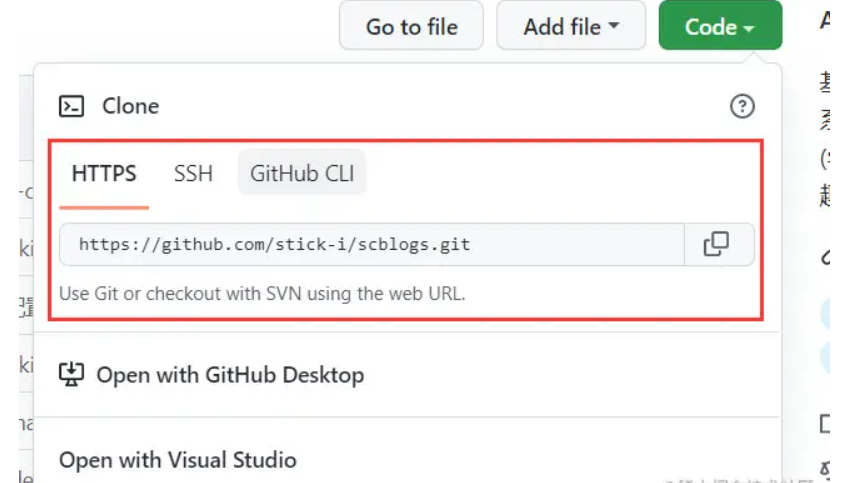 Go to file
Add file
Code
Clone
HTTPS
SSH
GitHub CLI
https://github.com/stick-i/scblogs.git
Use Git or checkout with SVN using the web URL.
Open with GitHub Desktop
Open with Visual Studio